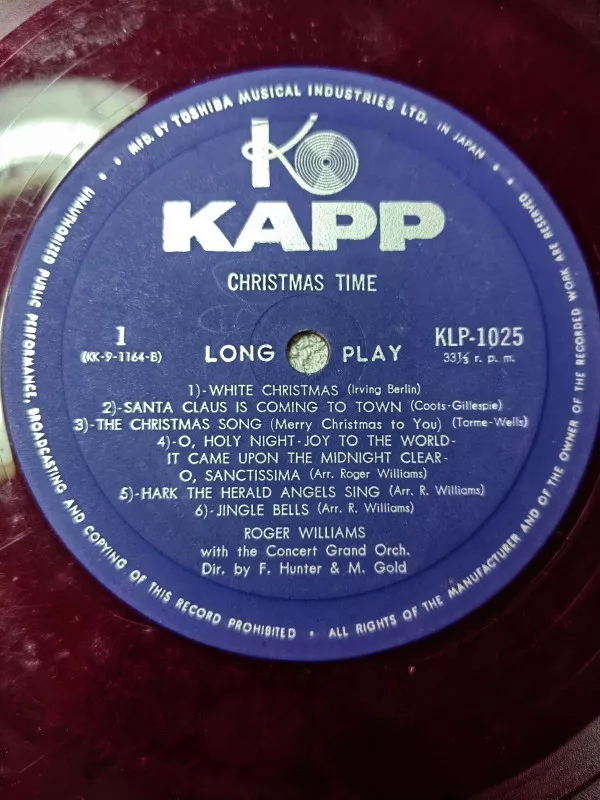 MFD. BY TOSHIBA MUSICAL INDUSTRIES LTD. IN JAPAN
KAPP
CHRISTMAS TIME
1
(KK-9-1164-B)
LONG PLAY
KLP-1025
33⅓ r. p. m.
1)-WHITE CHRISTMAS (Irving Berlin)
2)-SANTA CLAUS IS COMING TO TOWN (Coots-Gillespie)
3)-THE CHRISTMAS SONG (Merry Christmas to You) (Torme-Wells)
4)-O, HOLY NIGHT-JOY TO THE WORLD-
IT CAME UPON THE MIDNIGHT CLEAR-
O, SANCTISSIMA (Arr. Roger Williams)
5)-HARK THE HERALD ANGELS SING (Arr. R. Williams)
6)-JINGLE BELLS (Arr. R. Williams)
ROGER WILLIAMS
with the Concert Grand Orch.
Dir. by F. Hunter & M. Gold
UNAUTHORIZED PUBLIC PERFORMANCE, BROADCASTING AND COPYING OF THIS RECORD PROHIBITED • ALL RIGHTS OF THE MANUFACTURER AND OF THE OWNER OF THE RECORDED WORK ARE RESERVED